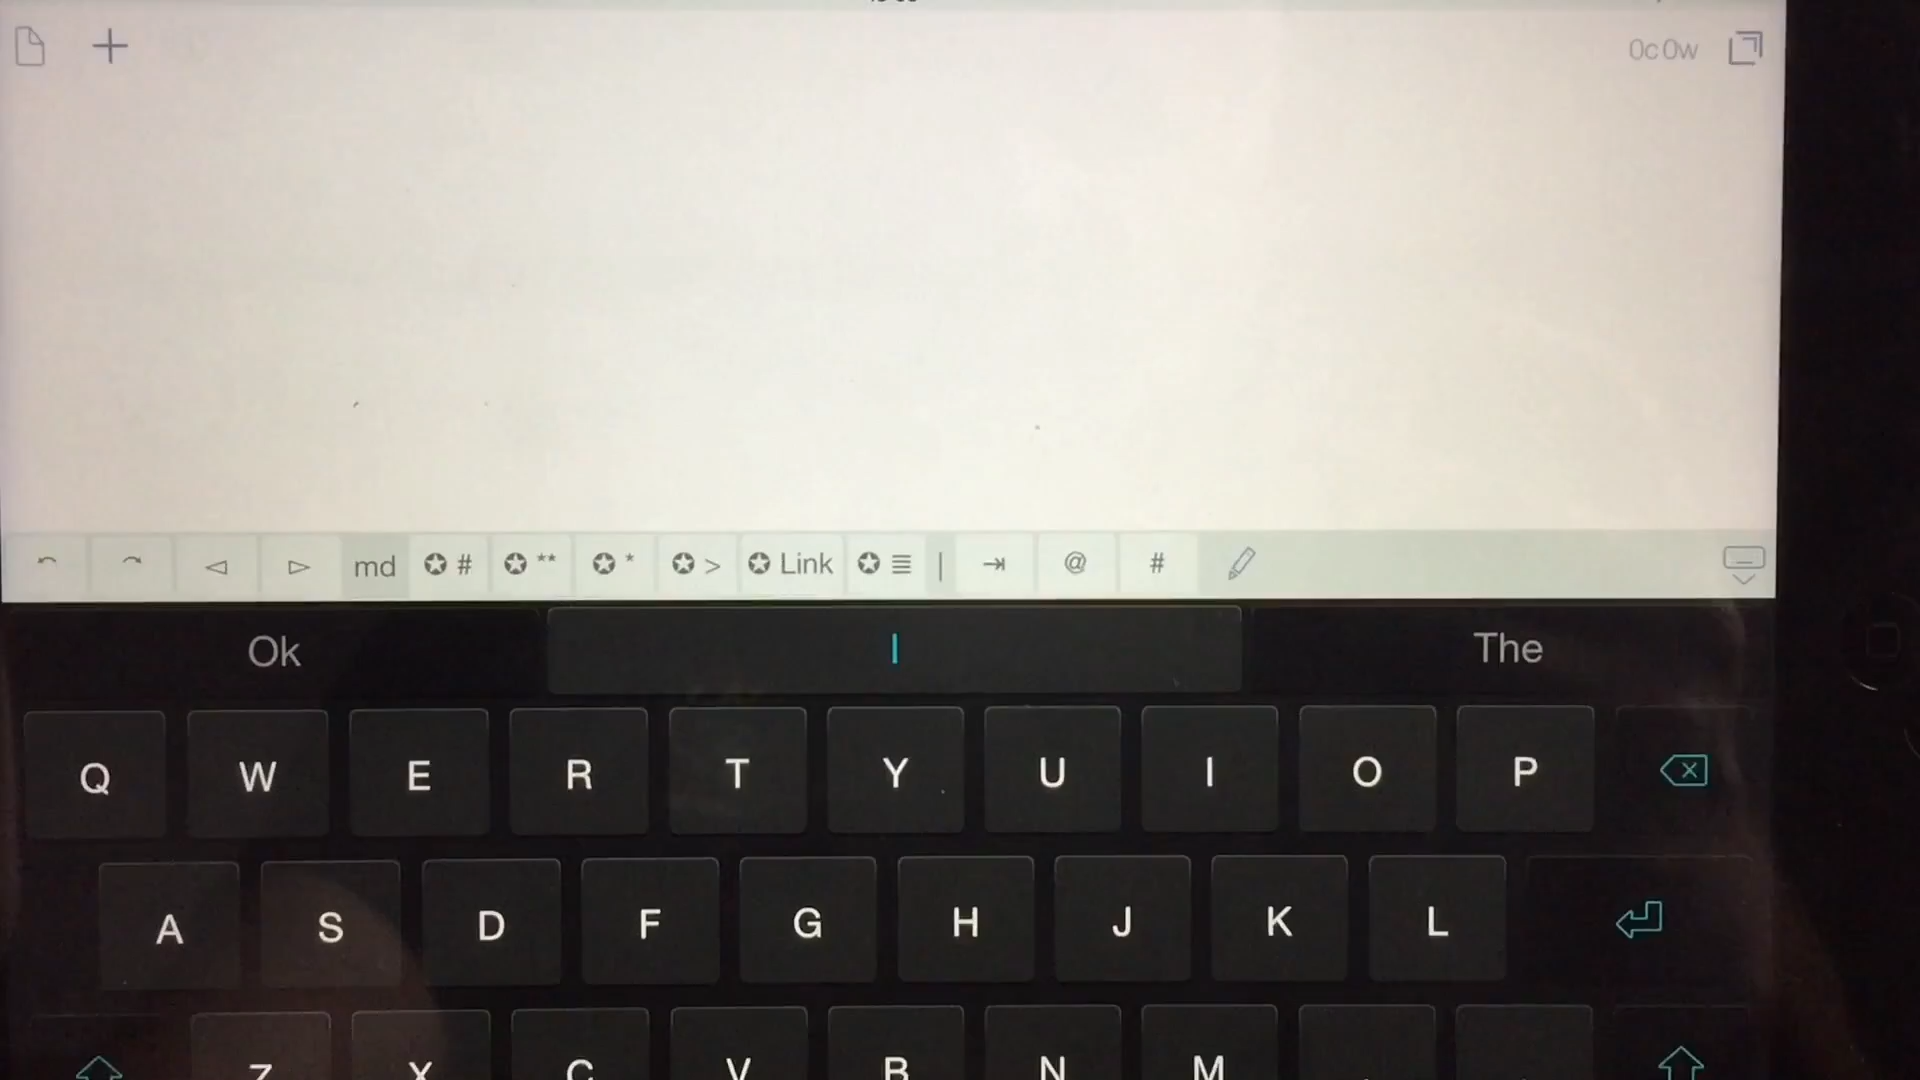 0c 0w
md # ** * > Link | @ #
Ok I The
Q W E R T Y U I O P
A S D F G H J K L
Z X C V B N M